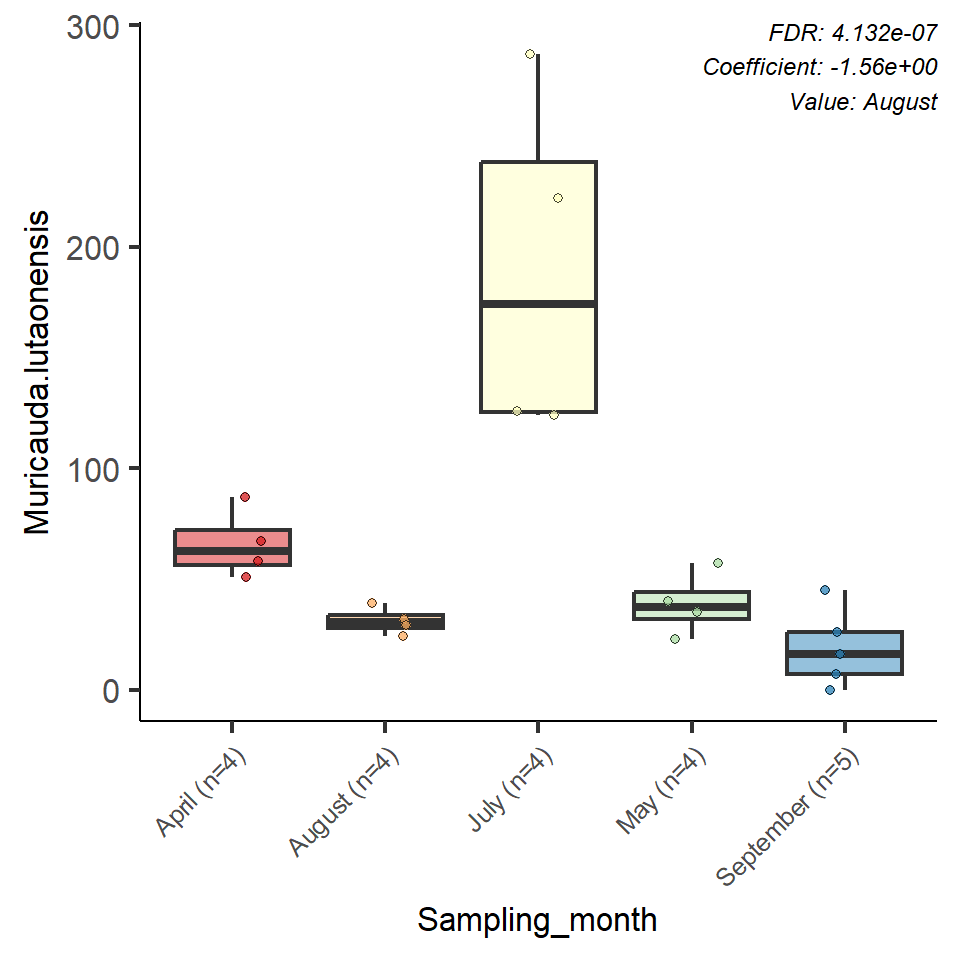 FDR: 4.132e-07
Coefficient: -1.56e+00
Value: August
Muricauda.lutaonensis
300
200
100
0
April (n=4)
August (n=4)
July (n=4)
May (n=4)
September (n=5)
Sampling_month